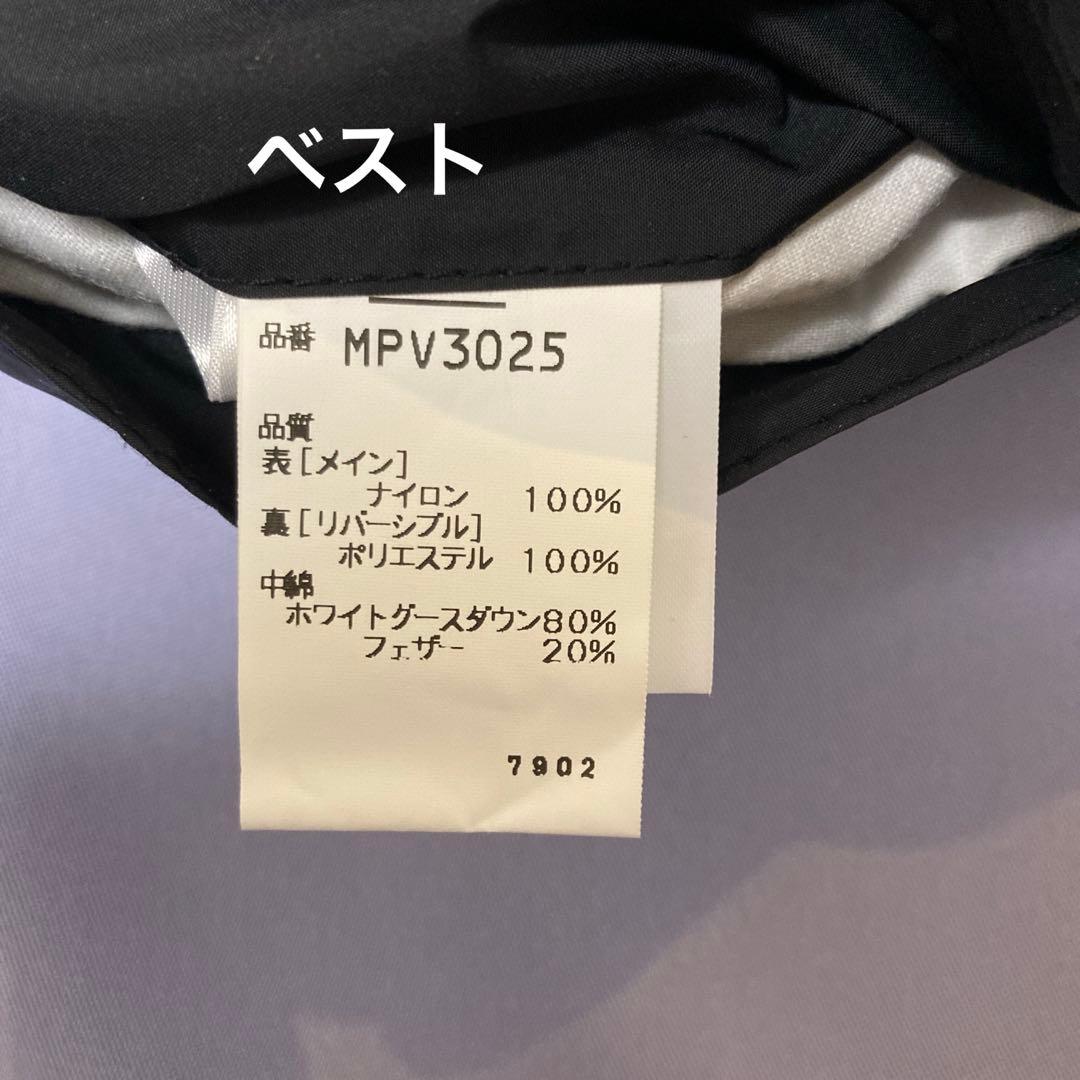 ベスト
品番 MPV3025
品質
表[メイン]
ナイロン 100%
裏[リバーシブル]
ポリエステル 100%
中綿
ホワイトグースダウン80%
フェザー 20%
7902